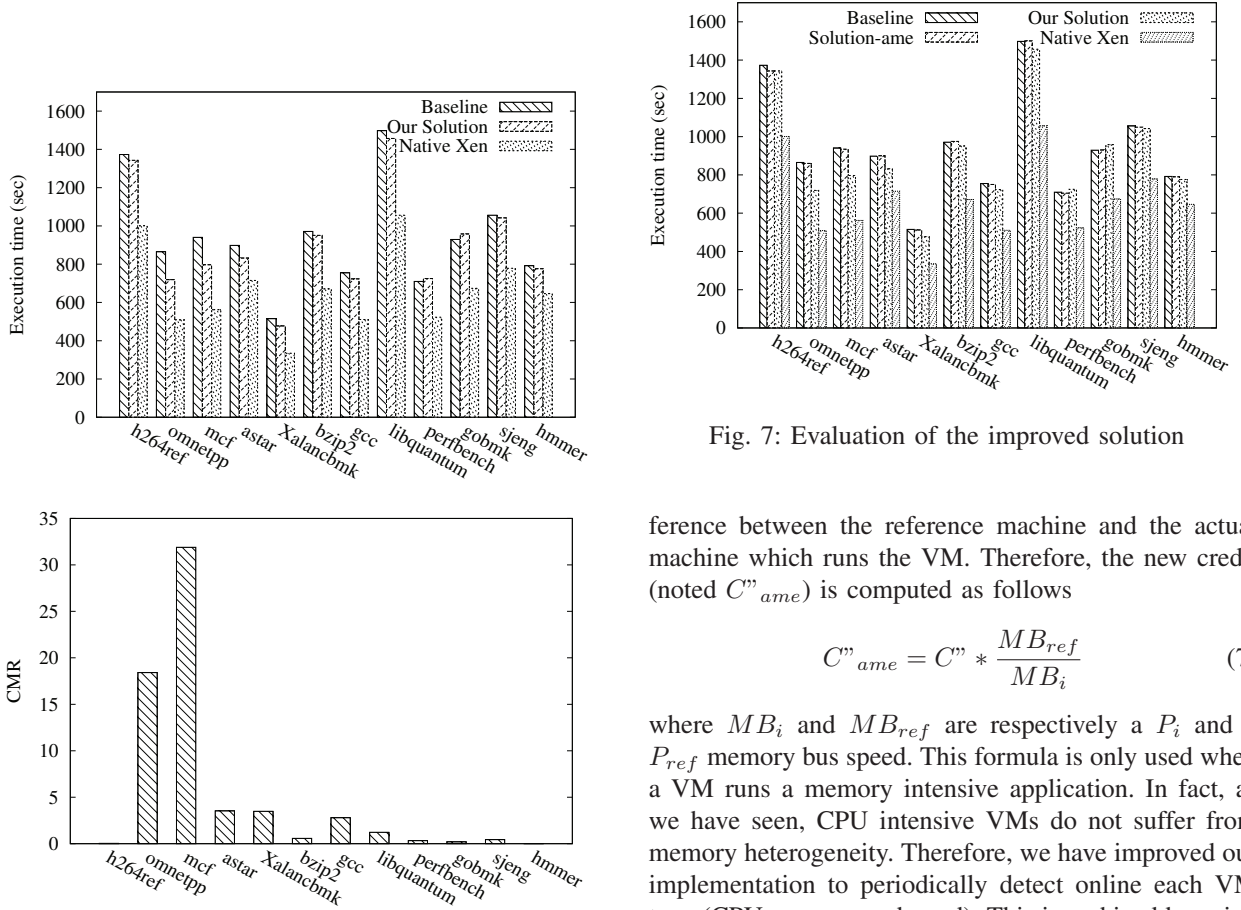 1600
1400
1200
1000
800
600
400
200
0
Execution time (sec)
Baseline
Our Solution
Native Xen
h264ref
omnetpp
mcf
astar
Xalancbmk
bzip2
gcc
libquantum
perfbench
gobmk
sjeng
hmmer
35
30
25
20
15
10
5
0
CMR
h264ref
omnetpp
mcf
astar
Xalancbmk
bzip2
gcc
libquantum
perfbench
gobmk
sjeng
hmmer
1600
1400
1200
1000
800
600
400
200
0
Execution time (sec)
Baseline
Solution-ame
Our Solution
Native Xen
h264ref
omnetpp
mcf
astar
Xalancbmk
bzip2
gcc
libquantum
perfbench
gobmk
sjeng
hmmer
Fig. 7: Evaluation of the improved solution
ference between the reference machine and the actua
machine which runs the VM. Therefore, the new cred
(noted C”ame) is computed as follows
C”ame = C” * MBref / MBi (7
where MBi and MBref are respectively a Pi and
Pref memory bus speed. This formula is only used whe
a VM runs a memory intensive application. In fact, a
we have seen, CPU intensive VMs do not suffer from
memory heterogeneity. Therefore, we have improved ou
implementation to periodically detect online each VM